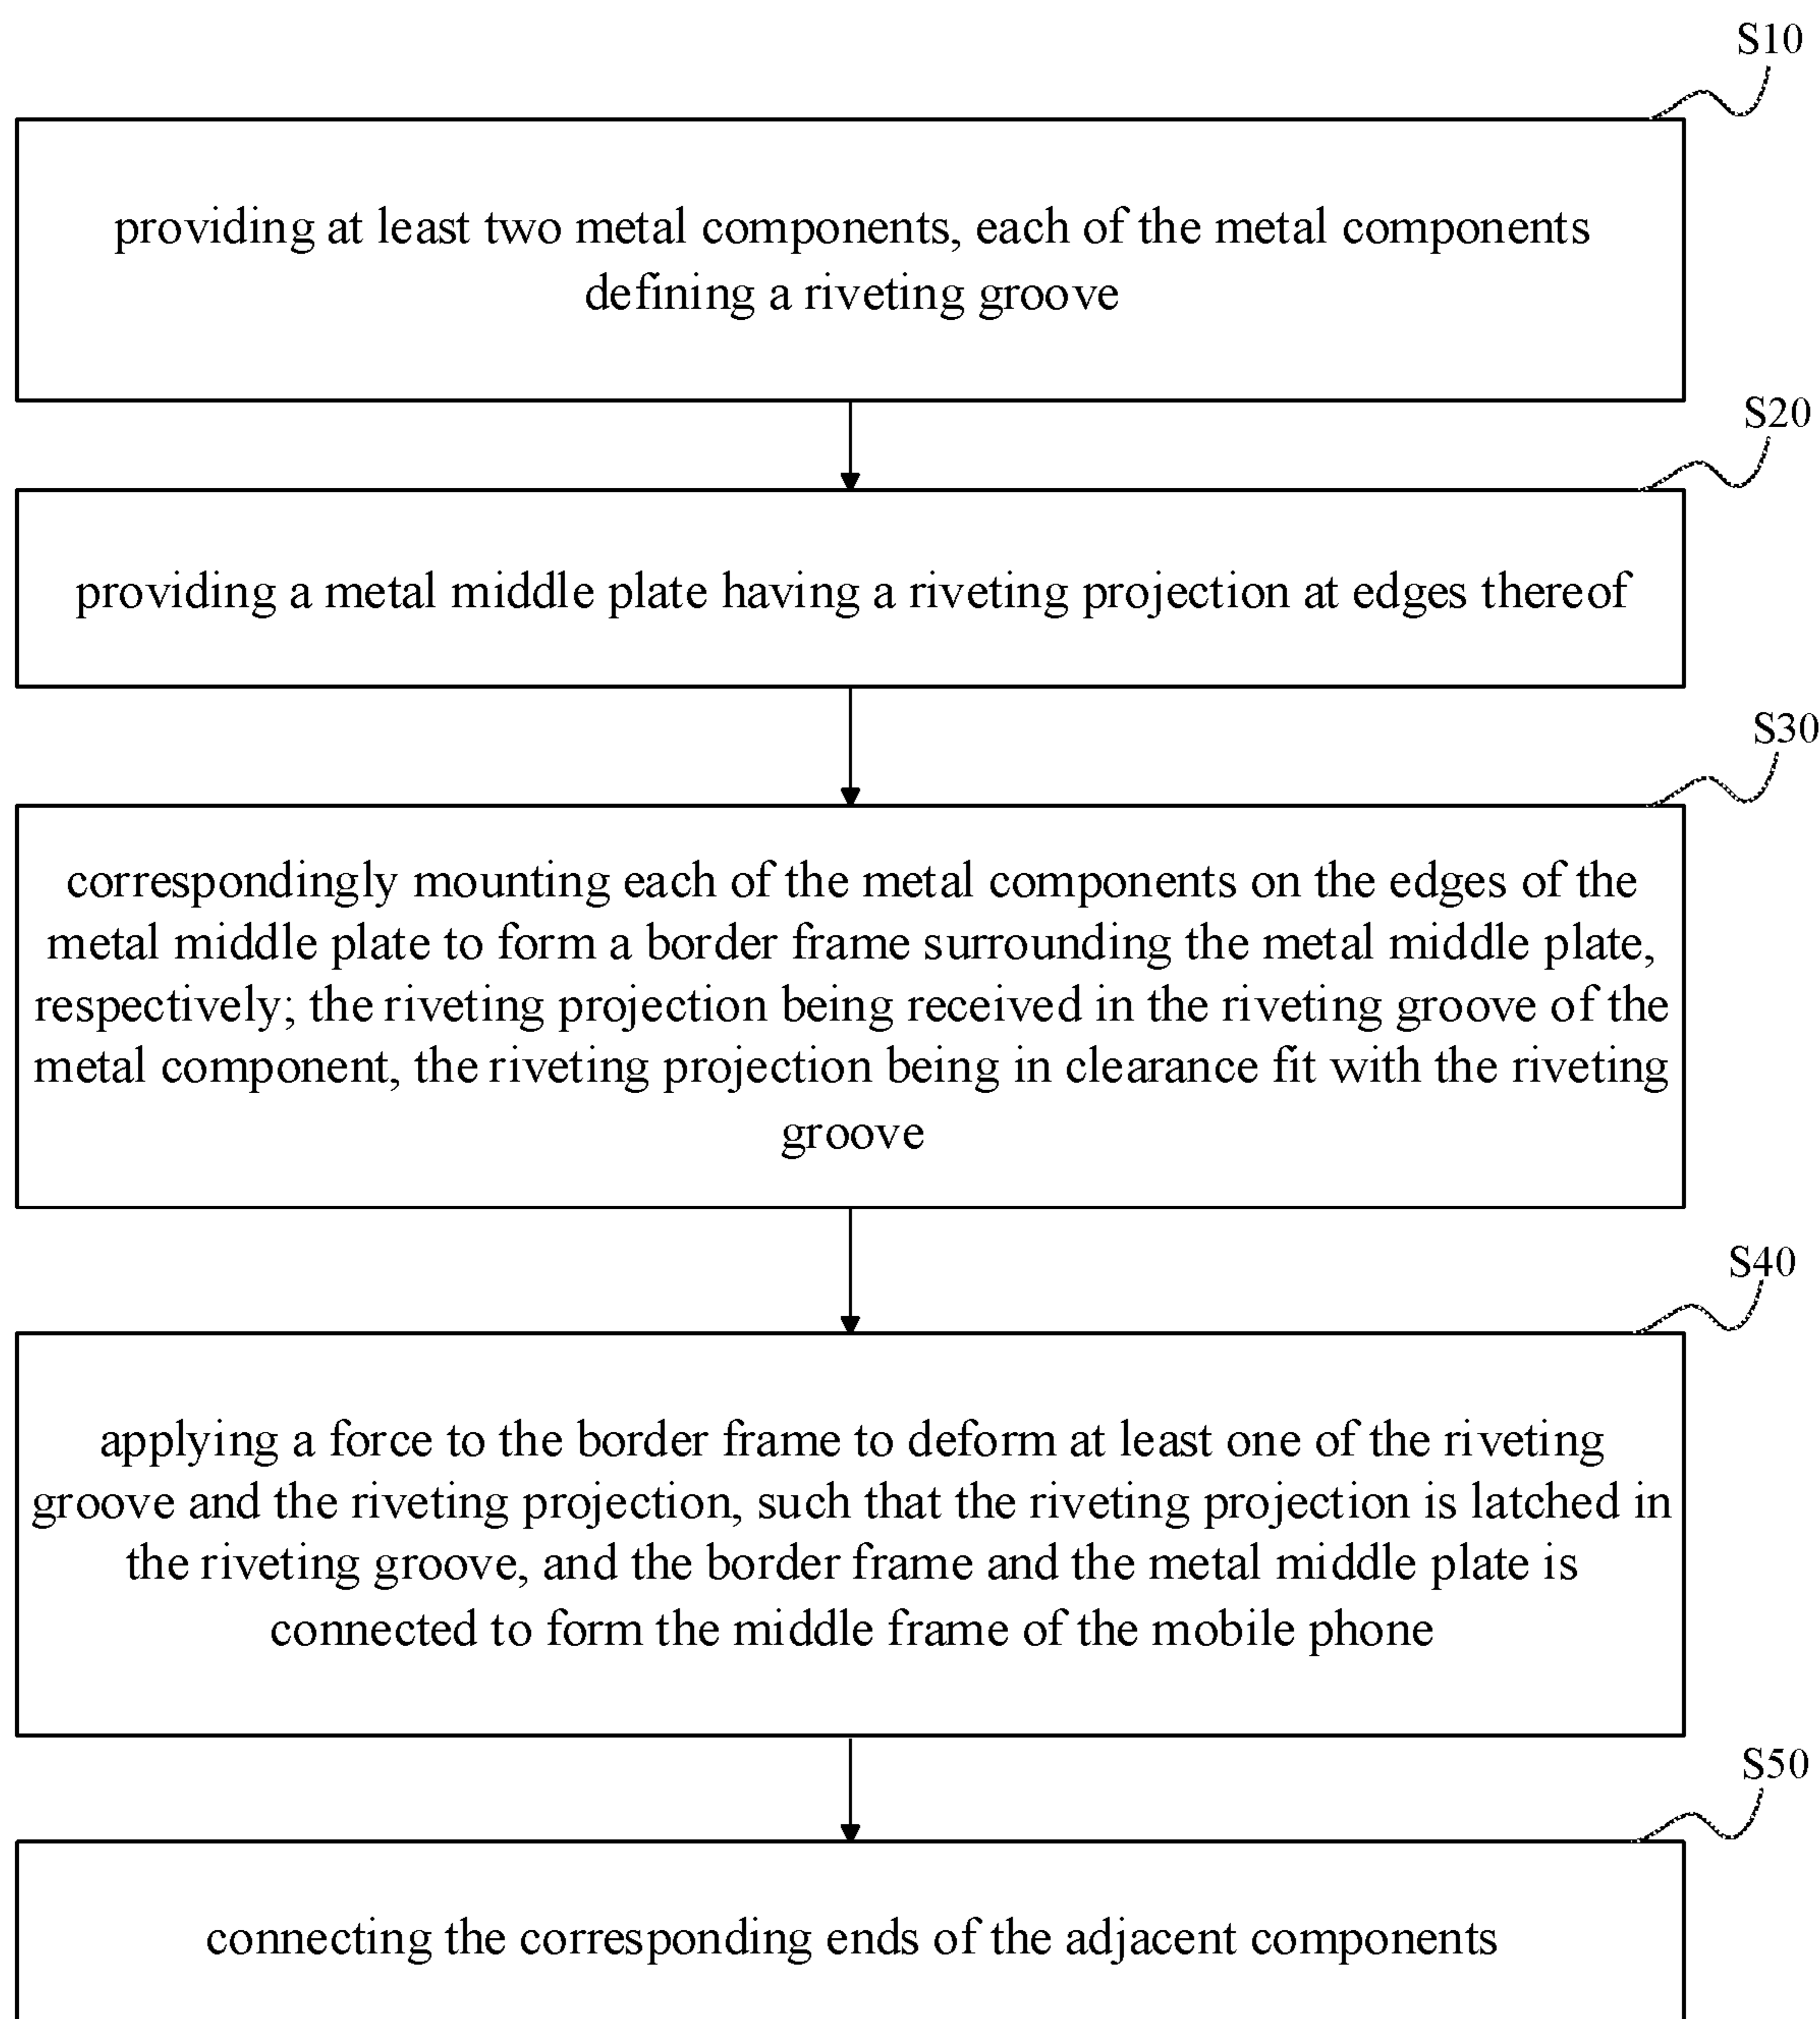 S10
providing at least two metal components, each of the metal components
defining a riveting groove
S20
providing a metal middle plate having a riveting projection at edges thereof
S30
correspondingly mounting each of the metal components on the edges of the
metal middle plate to form a border frame surrounding the metal middle plate,
respectively; the riveting projection being received in the riveting groove of the
metal component, the riveting projection being in clearance fit with the riveting
groove
S40
applying a force to the border frame to deform at least one of the riveting
groove and the riveting projection, such that the riveting projection is latched in
the riveting groove, and the border frame and the metal middle plate is
connected to form the middle frame of the mobile phone
S50
connecting the corresponding ends of the adjacent components